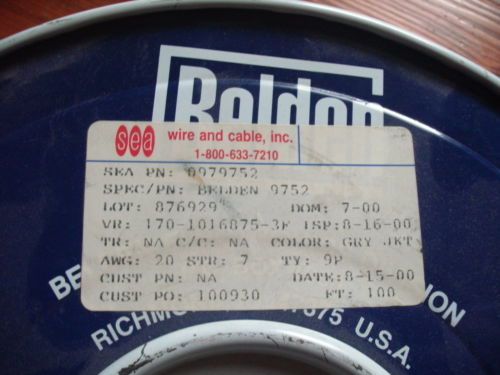 Belden
sea wire and cable, inc.
1-800-633-7210
SEA PN: 0979752
SPEC/PN: BELDEN 9752
LOT: 876929" DOM: 7-00
VR: 170-1016875-3F ISP: 8-16-00
TR: NA C/C: NA COLOR: GRY JKT
AWG: 20 STR: 7 TY: 9P
CUST PN: NA DATE: 8-15-00
CUST PO: 100930 FT: 100
U.S.A.